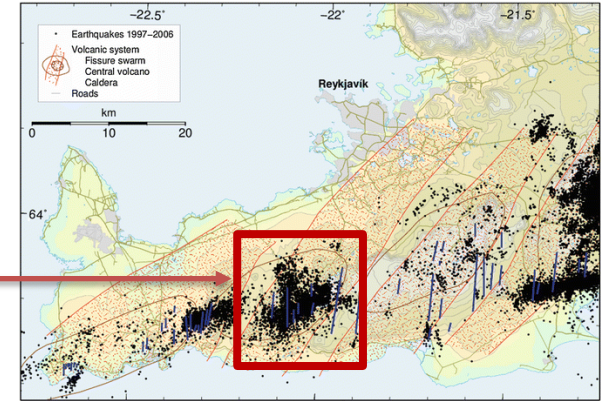 −22.5˚
−22˚
−21.5˚
Earthquakes 1997−2006
Volcanic system
Fissure swarm
Central volcano
Caldera
Roads
km
0 10 20
Reykjavík
64˚